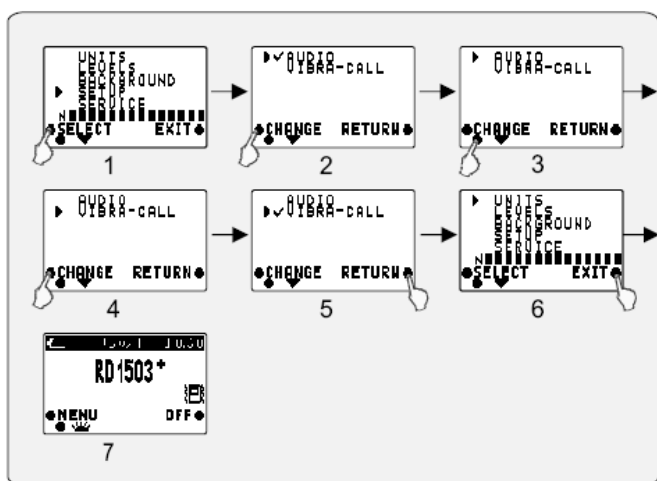 UNITS
LEVELS
BACKGROUND
SETUP
SERVICE
N
SELECT EXIT
1
AUDIO
VIBRA-CALL
CHANGE RETURN
2
AUDIO
VIBRA-CALL
CHANGE RETURN
3
AUDIO
VIBRA-CALL
CHANGE RETURN
4
AUDIO
VIBRA-CALL
CHANGE RETURN
5
UNITS
LEVELS
BACKGROUND
SETUP
SERVICE
N
SELECT EXIT
6
RD1503+
MENU OFF
7